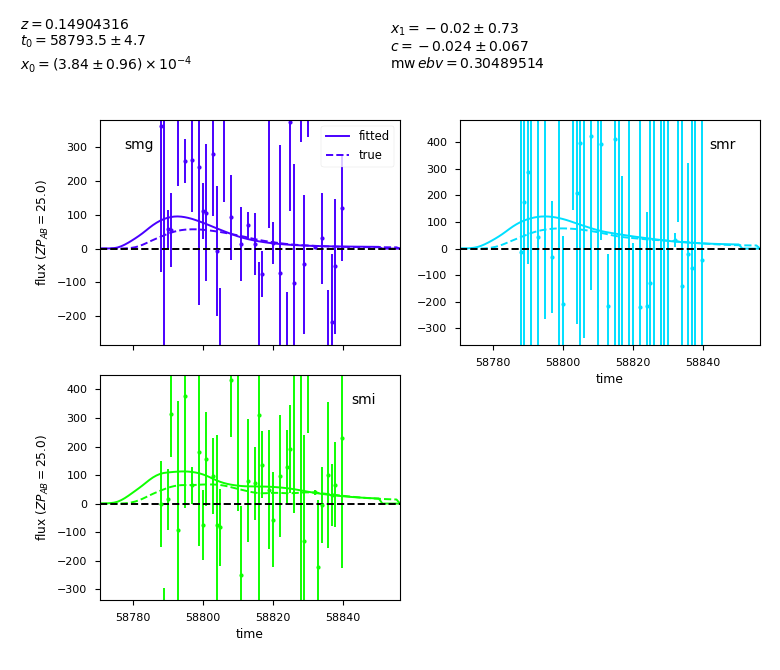 z = 0.14904316
t₀ = 58793.5 ± 4.7
x₀ = (3.84 ± 0.96) × 10⁻⁴
x₁ = −0.02 ± 0.73
c = −0.024 ± 0.067
mw ebv = 0.30489514
smg
fitted
true
300
200
100
0
−100
−200
flux (ZP_AB = 25.0)
smr
400
300
200
100
0
−100
−200
−300
58780 58800 58820 58840
time
smi
400
300
200
100
0
−100
−200
−300
flux (ZP_AB = 25.0)
58780 58800 58820 58840
time